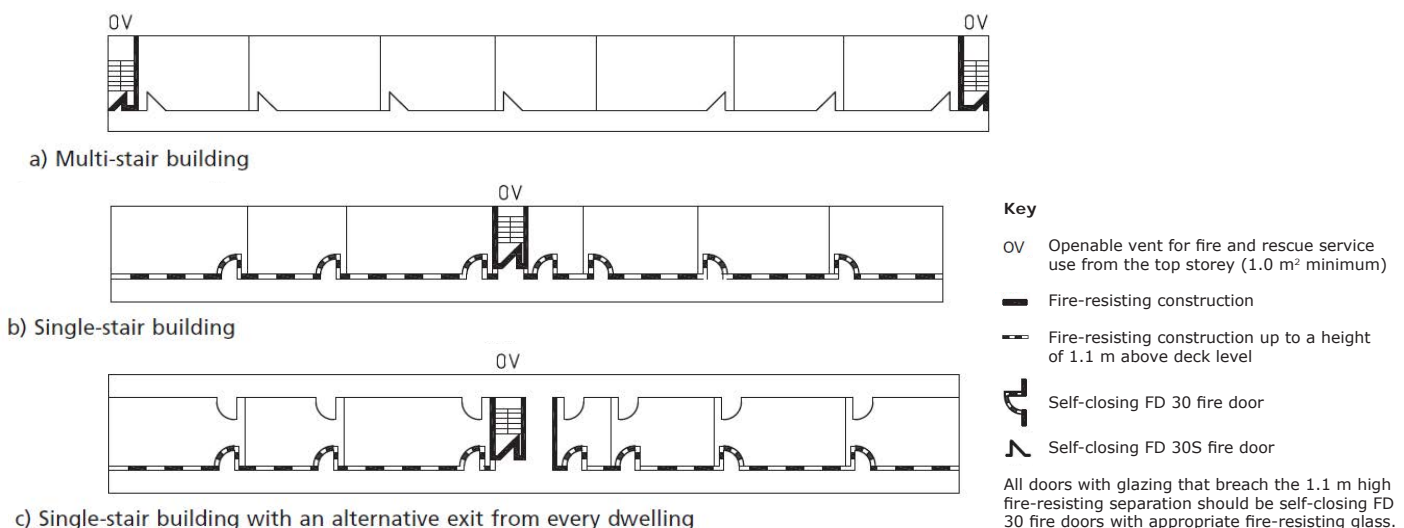 OV
OV
a) Multi-stair building
OV
b) Single-stair building
OV
c) Single-stair building with an alternative exit from every dwelling
Key
OV Openable vent for fire and rescue service
use from the top storey (1.0 m² minimum)
Fire-resisting construction
Fire-resisting construction up to a height
of 1.1 m above deck level
Self-closing FD 30 fire door
Self-closing FD 30S fire door
All doors with glazing that breach the 1.1 m high
fire-resisting separation should be self-closing FD
30 fire doors with appropriate fire-resisting glass.